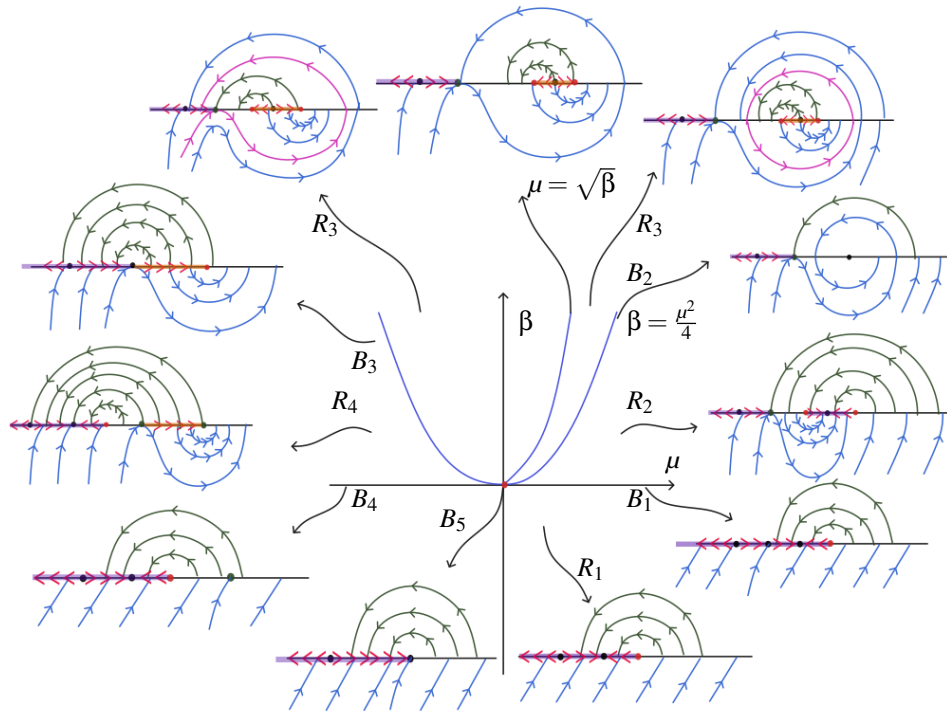 μ = √β
R₃
R₃
B₂
β
β = μ²/4
B₃
R₄
R₂
μ
B₄
B₅
B₁
R₁